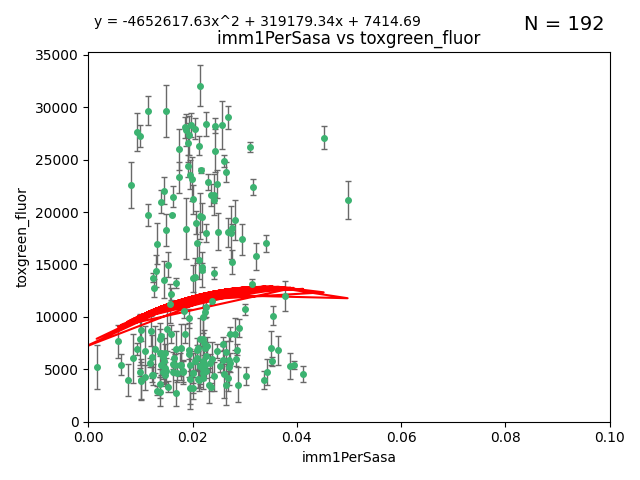 y = -4652617.63x^2 + 319179.34x + 7414.69
N = 192
imm1PerSasa vs toxgreen_fluor
35000
30000
25000
20000
15000
10000
5000
0
toxgreen_fluor
0.00 0.02 0.04 0.06 0.08 0.10
imm1PerSasa